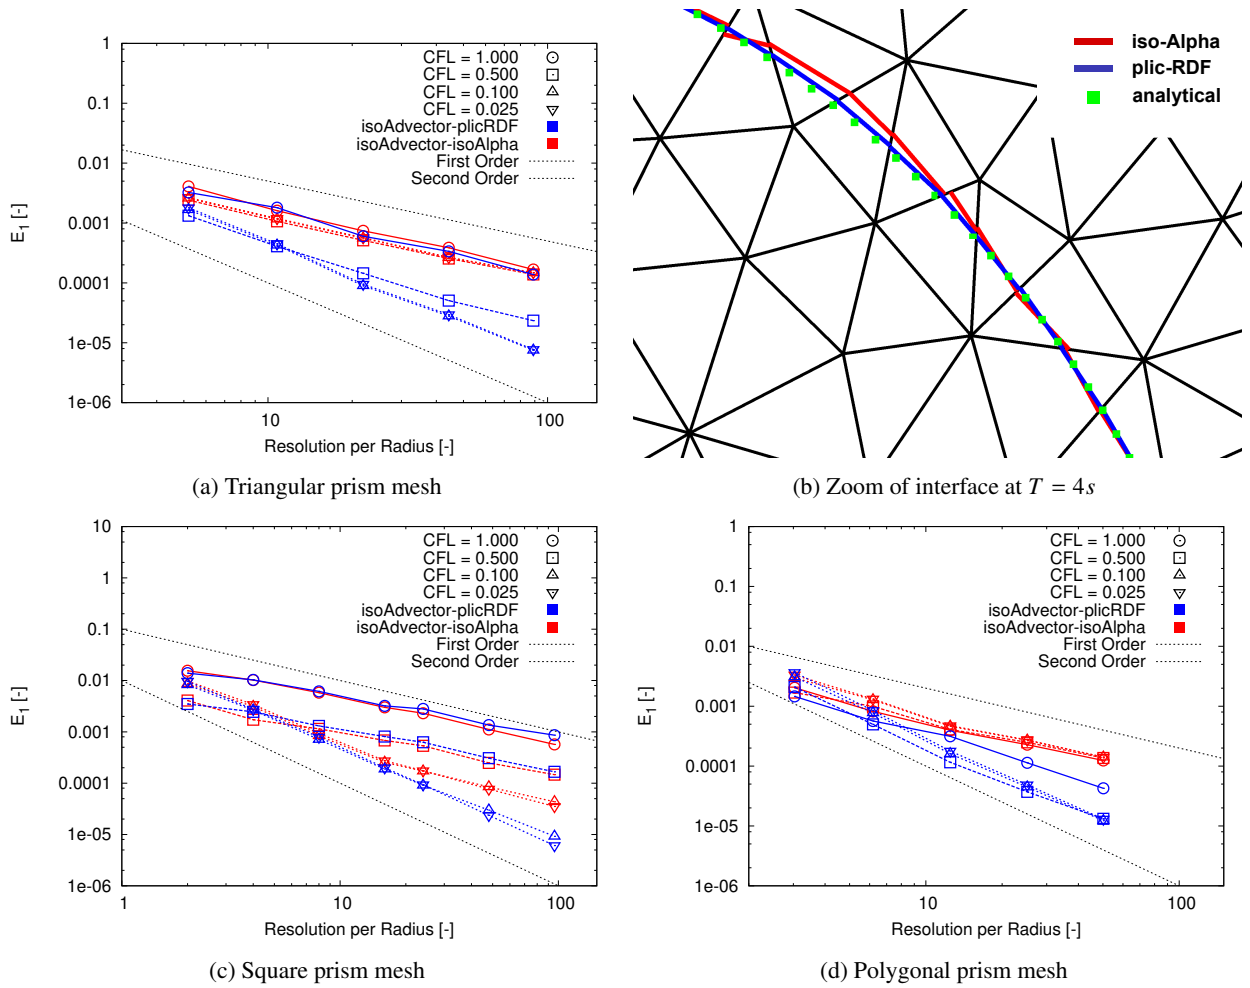 1
0.1
0.01
0.001
0.0001
1e-05
1e-06
E1 [-]
10
100
Resolution per Radius [-]
CFL = 1.000
CFL = 0.500
CFL = 0.100
CFL = 0.025
isoAdvector-plicRDF
isoAdvector-isoAlpha
First Order
Second Order
(a) Triangular prism mesh
iso-Alpha
plic-RDF
analytical
(b) Zoom of interface at T = 4s
10
1
0.1
0.01
0.001
0.0001
1e-05
1e-06
E1 [-]
1
10
100
Resolution per Radius [-]
CFL = 1.000
CFL = 0.500
CFL = 0.100
CFL = 0.025
isoAdvector-plicRDF
isoAdvector-isoAlpha
First Order
Second Order
(c) Square prism mesh
1
0.1
0.01
0.001
0.0001
1e-05
1e-06
E1 [-]
10
100
Resolution per Radius [-]
CFL = 1.000
CFL = 0.500
CFL = 0.100
CFL = 0.025
isoAdvector-plicRDF
isoAdvector-isoAlpha
First Order
Second Order
(d) Polygonal prism mesh